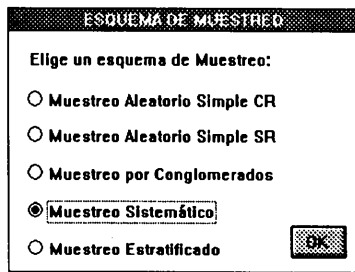 ESQUEMA DE MUESTREO
Elige un esquema de Muestreo:
Muestreo Aleatorio Simple CR
Muestreo Aleatorio Simple SR
Muestreo por Conglomerados
Muestreo Sistemático
Muestreo Estratificado
OK